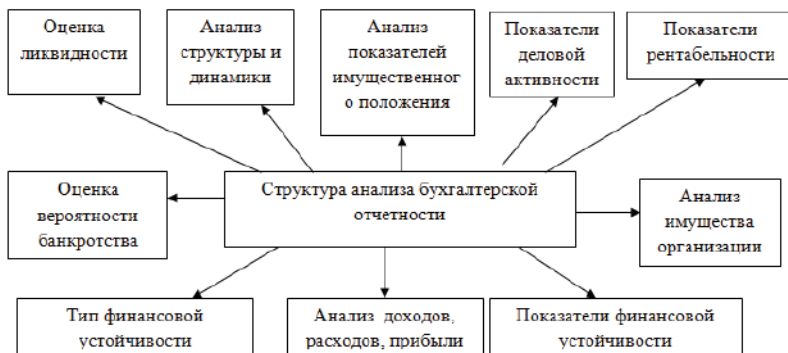 Оценка
ликвидности
Анализ
структуры и
динамики
Анализ
показателей
имущественног
о положения
Показатели
деловой
активности
Показатели
рентабельности
Оценка
вероятности
банкротства
Структура анализа бухгалтерской
отчетности
Анализ
имущества
организации
Тип финансовой
устойчивости
Анализ доходов,
расходов, прибыли
Показатели финансовой
устойчивости